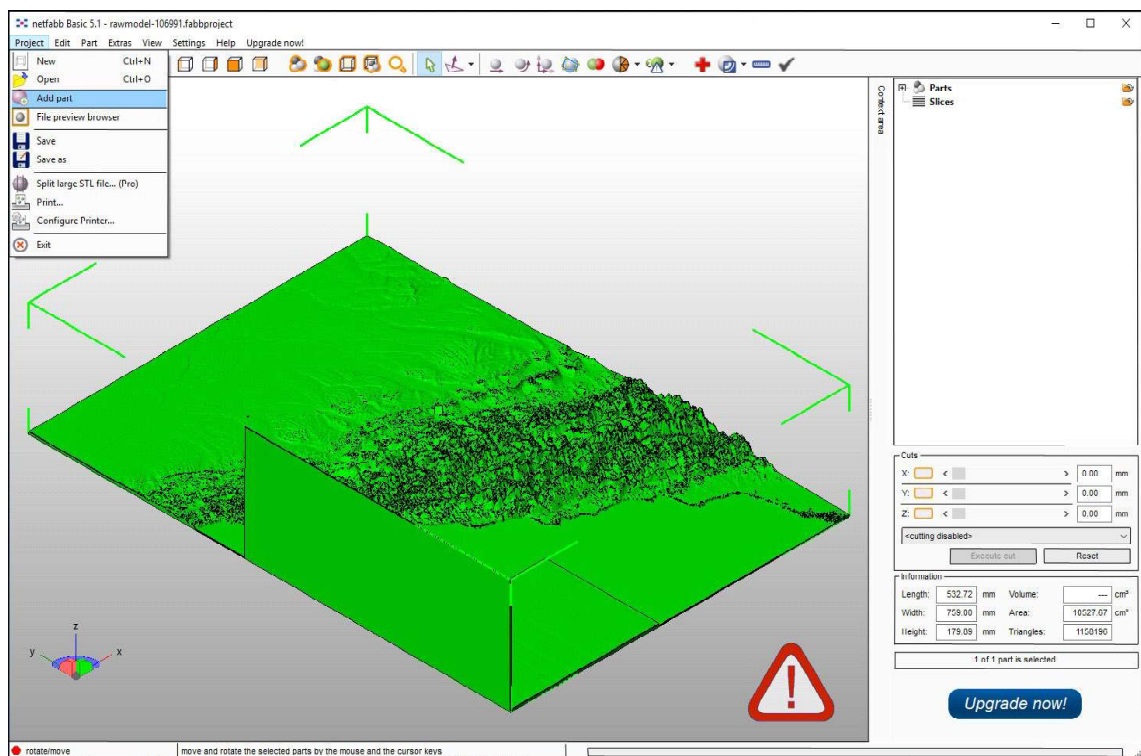 netfabb Basic 5.1 - rawmodel-106991.fabbproject
Project Edit Part Extras View Settings Help Upgrade now!
New Ctrl+N
Open Ctrl+O
Add part
File preview browser
Save
Save as
Split large STL file... (Pro)
Print...
Configure Printer...
Exit
Context area
Parts
Slices
z
y
x
Cuts
X: < > 0.00 mm
Y: < > 0.00 mm
Z: < > 0.00 mm
<cutting disabled>
Execute cut Reset
Information
Length: 532.72 mm Volume: --- cm³
Width: 759.00 mm Area: 10527.67 cm²
Height: 179.09 mm Triangles: 1150196
1 of 1 part is selected
Upgrade now!
rotate/move move and rotate the selected parts by the mouse and the cursor keys